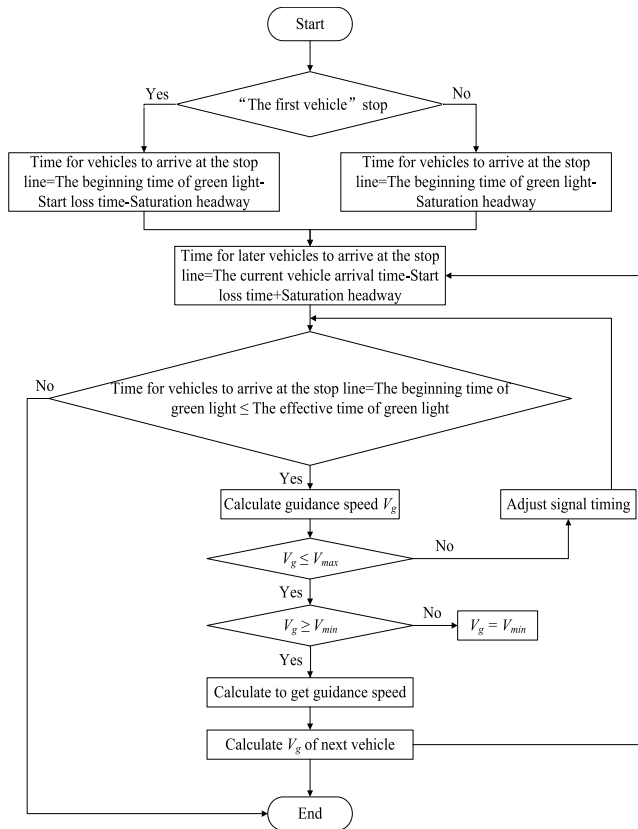 Start
“The first vehicle” stop
Yes
No
Time for vehicles to arrive at the stop
line=The beginning time of green light-
Start loss time-Saturation headway
Time for vehicles to arrive at the stop
line=The beginning time of green light-
Saturation headway
Time for later vehicles to arrive at the stop
line=The current vehicle arrival time-Start
loss time+Saturation headway
No
Time for vehicles to arrive at the stop line=The beginning time of
green light ≤ The effective time of green light
Yes
Calculate guidance speed Vg
Adjust signal timing
Vg ≤ Vmax
No
Yes
Vg ≥ Vmin
No
Vg = Vmin
Yes
Calculate to get guidance speed
Calculate Vg of next vehicle
End